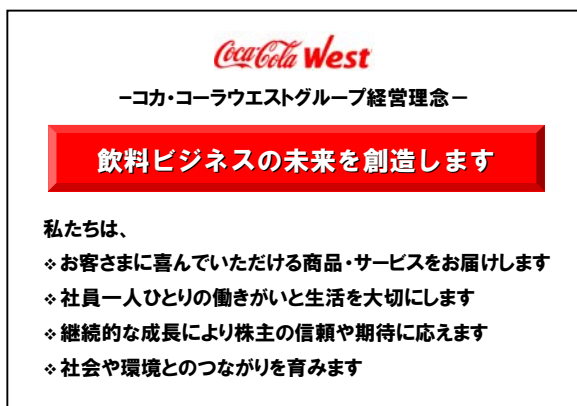 Coca-Cola West
－コカ・コーラウエストグループ経営理念－
飲料ビジネスの未来を創造します
私たちは、
❖お客さまに喜んでいただける商品・サービスをお届けします
❖社員一人ひとりの働きがいと生活を大切にします
❖継続的な成長により株主の信頼や期待に応えます
❖社会や環境とのつながりを育みます